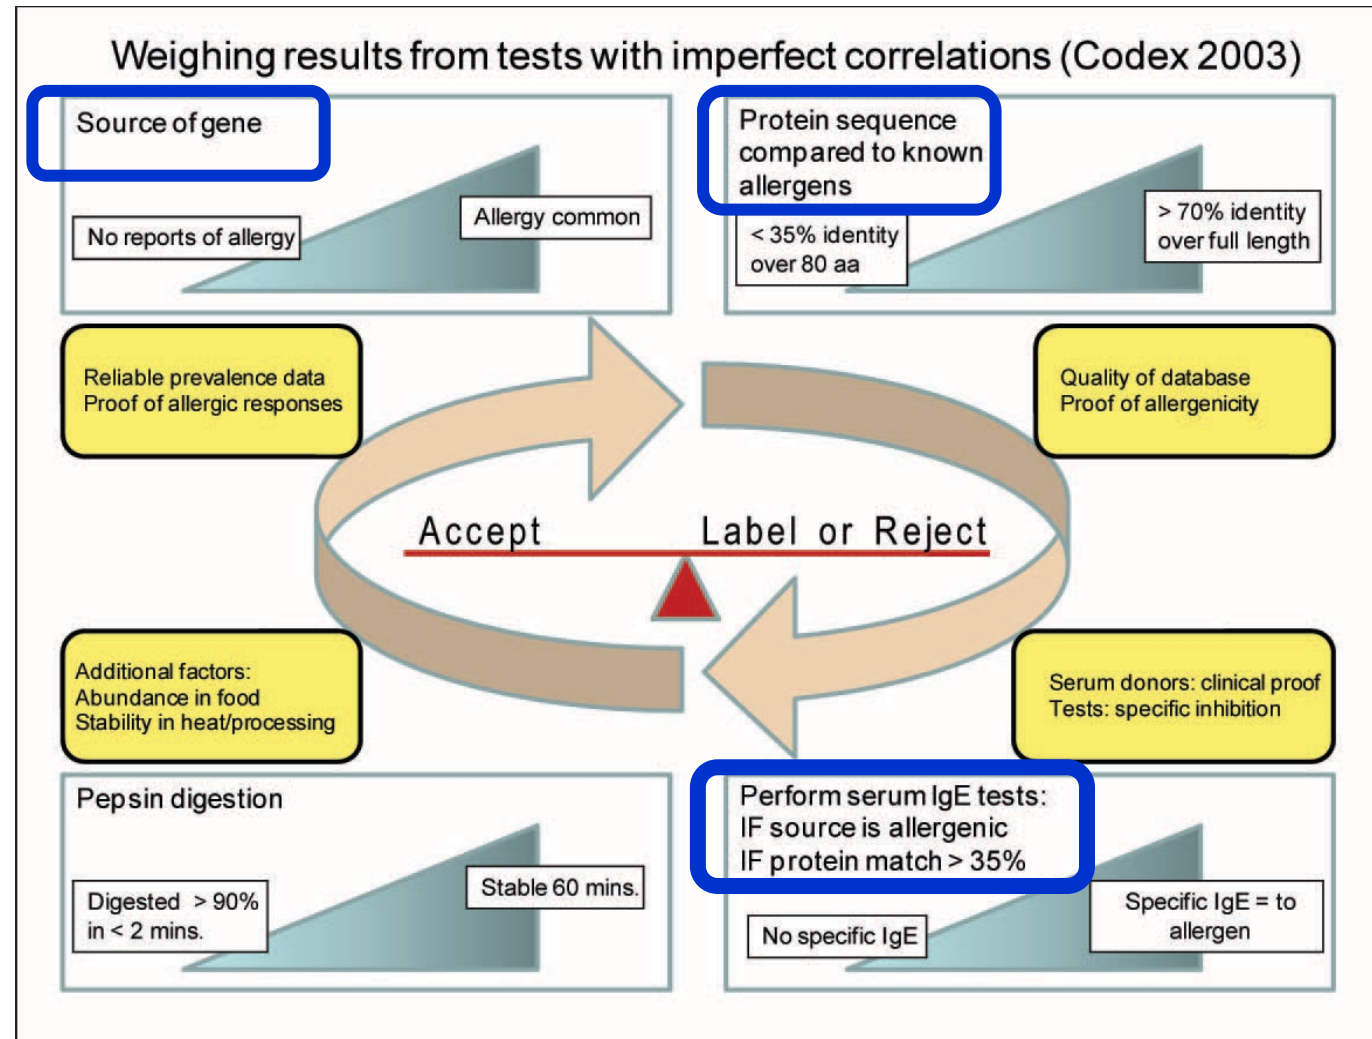 Weighing results from tests with imperfect correlations (Codex 2003)
Source of gene
No reports of allergy
Allergy common
Protein sequence
compared to known
allergens
< 35% identity
over 80 aa
> 70% identity
over full length
Reliable prevalence data
Proof of allergic responses
Quality of database
Proof of allergenicity
Accept
Label or Reject
Additional factors:
Abundance in food
Stability in heat/processing
Serum donors: clinical proof
Tests: specific inhibition
Pepsin digestion
Digested > 90%
in < 2 mins.
Stable 60 mins.
Perform serum IgE tests:
IF source is allergenic
IF protein match > 35%
No specific IgE
Specific IgE = to
allergen